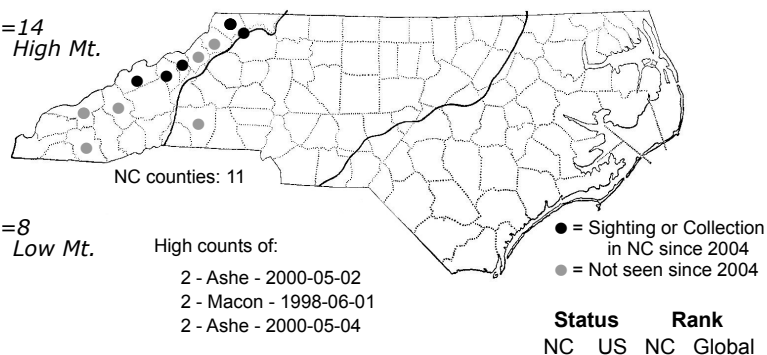 =14
High Mt.
NC counties: 11
=8
Low Mt.
High counts of:
2 - Ashe - 2000-05-02
2 - Macon - 1998-06-01
2 - Ashe - 2000-05-04
● = Sighting or Collection
in NC since 2004
● = Not seen since 2004
Status Rank
NC US NC Global